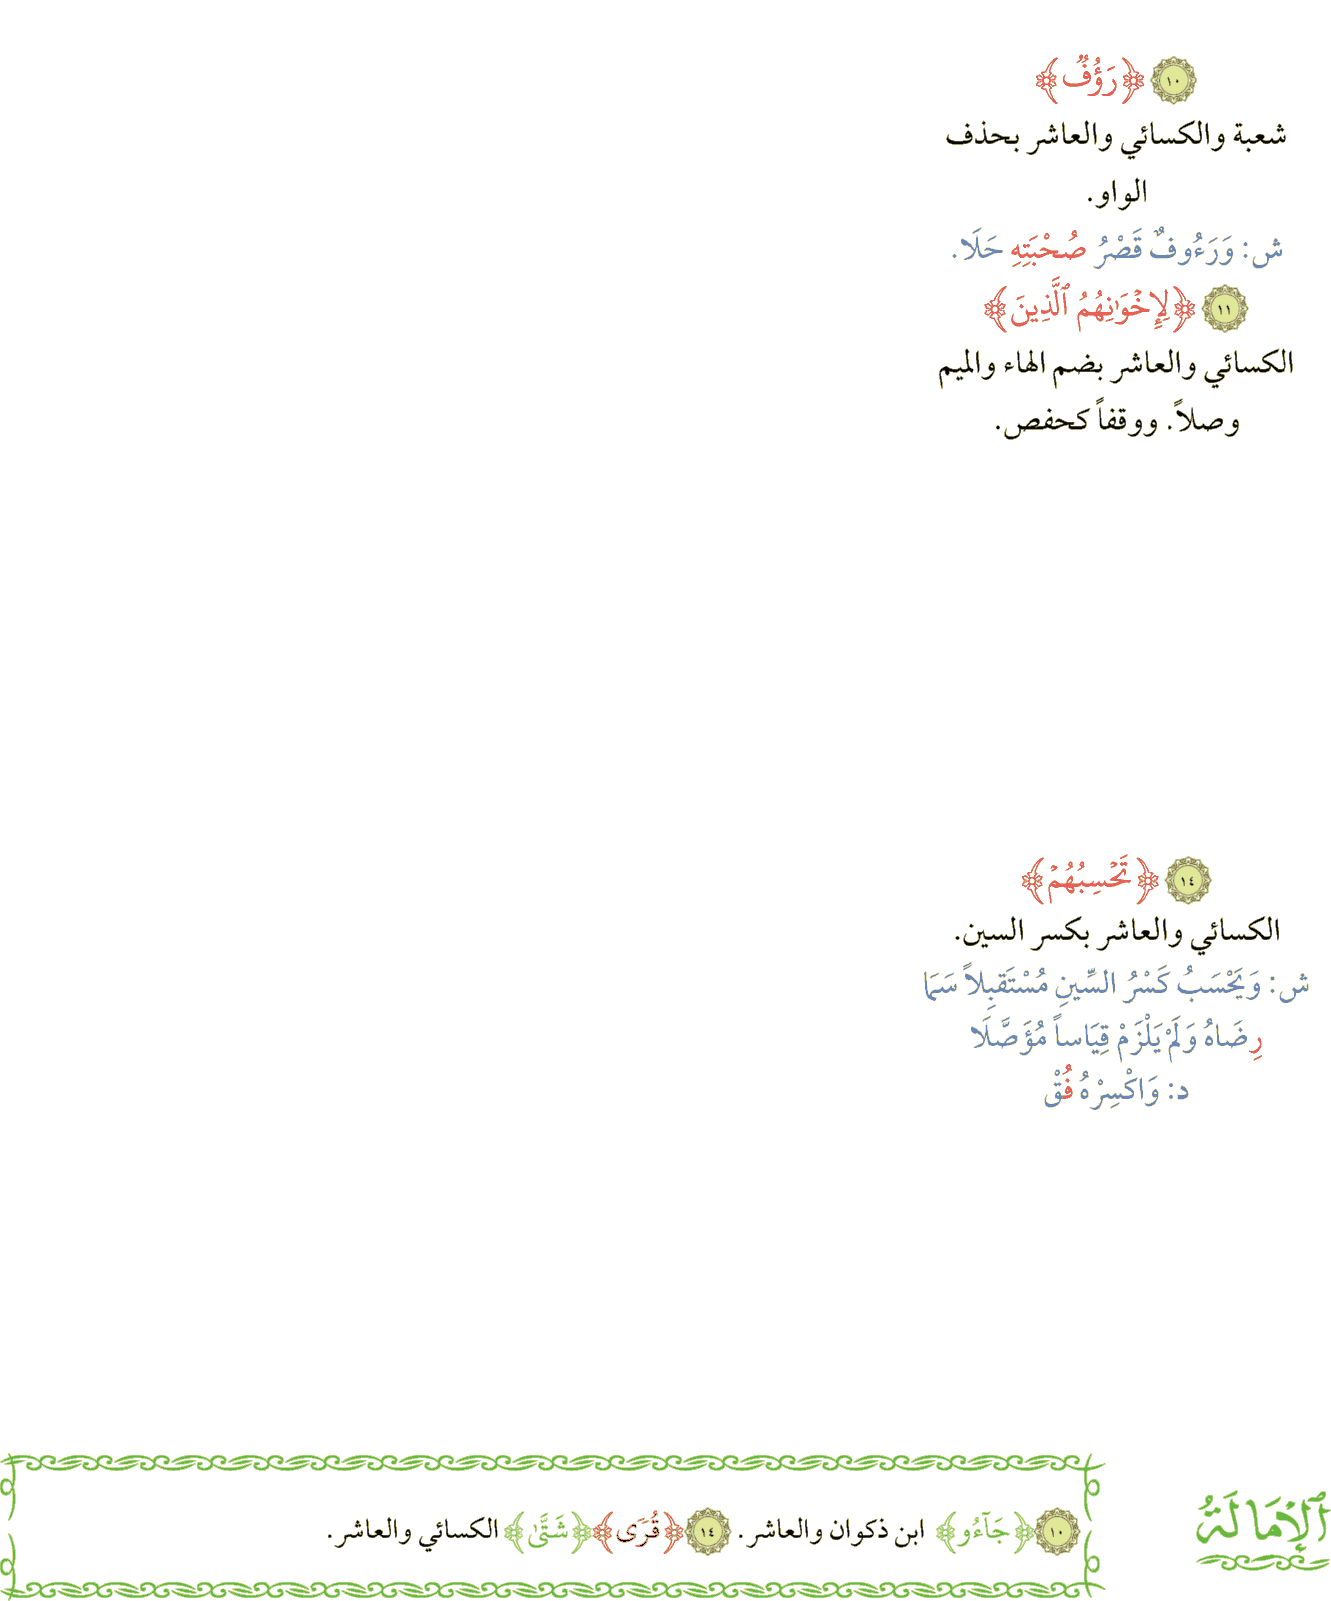 ١٠ ﴿رَؤُفٌ﴾
شعبة والكسائي والعاشر بحذف
الواو.
ش: وَرَءُوفٌ قَصْرُ صُحْبَتِهِ حَلَا.
١١ ﴿لِإِخْوَٰنِهُمُ ٱلَّذِينَ﴾
الكسائي والعاشر بضم الهاء والميم
وصلاً. ووقفاً كحفص.
١٤ ﴿تَحْسِبُهُمْ﴾
الكسائي والعاشر بكسر السين.
ش: وَيَحْسَبُ كَسْرُ السِّينِ مُسْتَقبِلاً سَمَا
رِضَاهُ وَلَمْ يَلْزَمْ قِيَاساً مُؤَصَّلَا
د: وَاكْسِرْهُ فُقْ
ٱلْإِمَالَةُ
١٠ ﴿جَآءُو﴾ ابن ذكوان والعاشر. ١٤ ﴿قُرًى﴾ ﴿شَتَّىٰ﴾ الكسائي والعاشر.